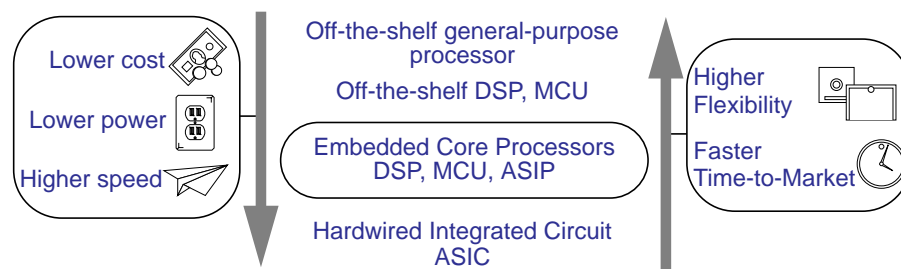 Lower cost
Lower power
Higher speed
Off-the-shelf general-purpose
processor
Off-the-shelf DSP, MCU
Embedded Core Processors
DSP, MCU, ASIP
Hardwired Integrated Circuit
ASIC
Higher
Flexibility
Faster
Time-to-Market